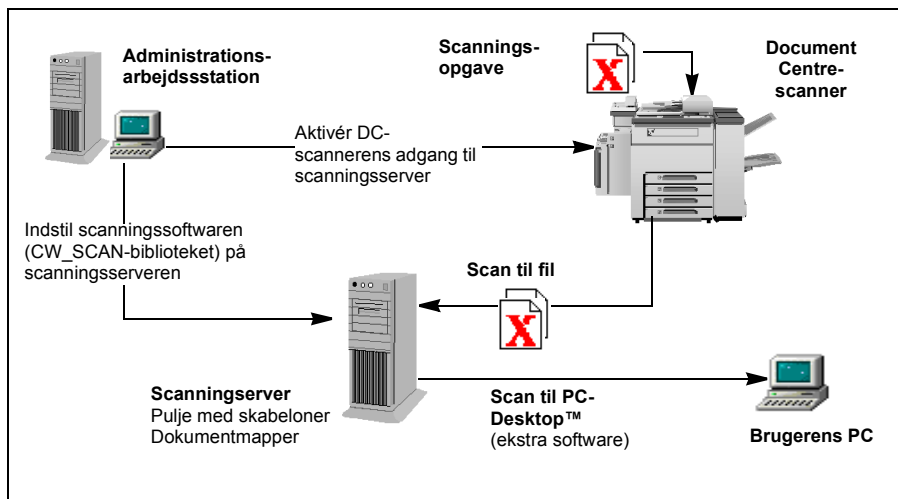 Administrations-
arbejdsstation
Scannings-
opgave
X
Document
Centre-
scanner
Aktivér DC-
scannerens adgang til
scanningsserver
Indstil scanningssoftwaren
(CW_SCAN-biblioteket) på
scanningsserveren
Scan til fil
X
Scanningserver
Pulje med skabeloner
Dokumentmapper
Scan til PC-
Desktop™
(ekstra software)
Brugerens PC